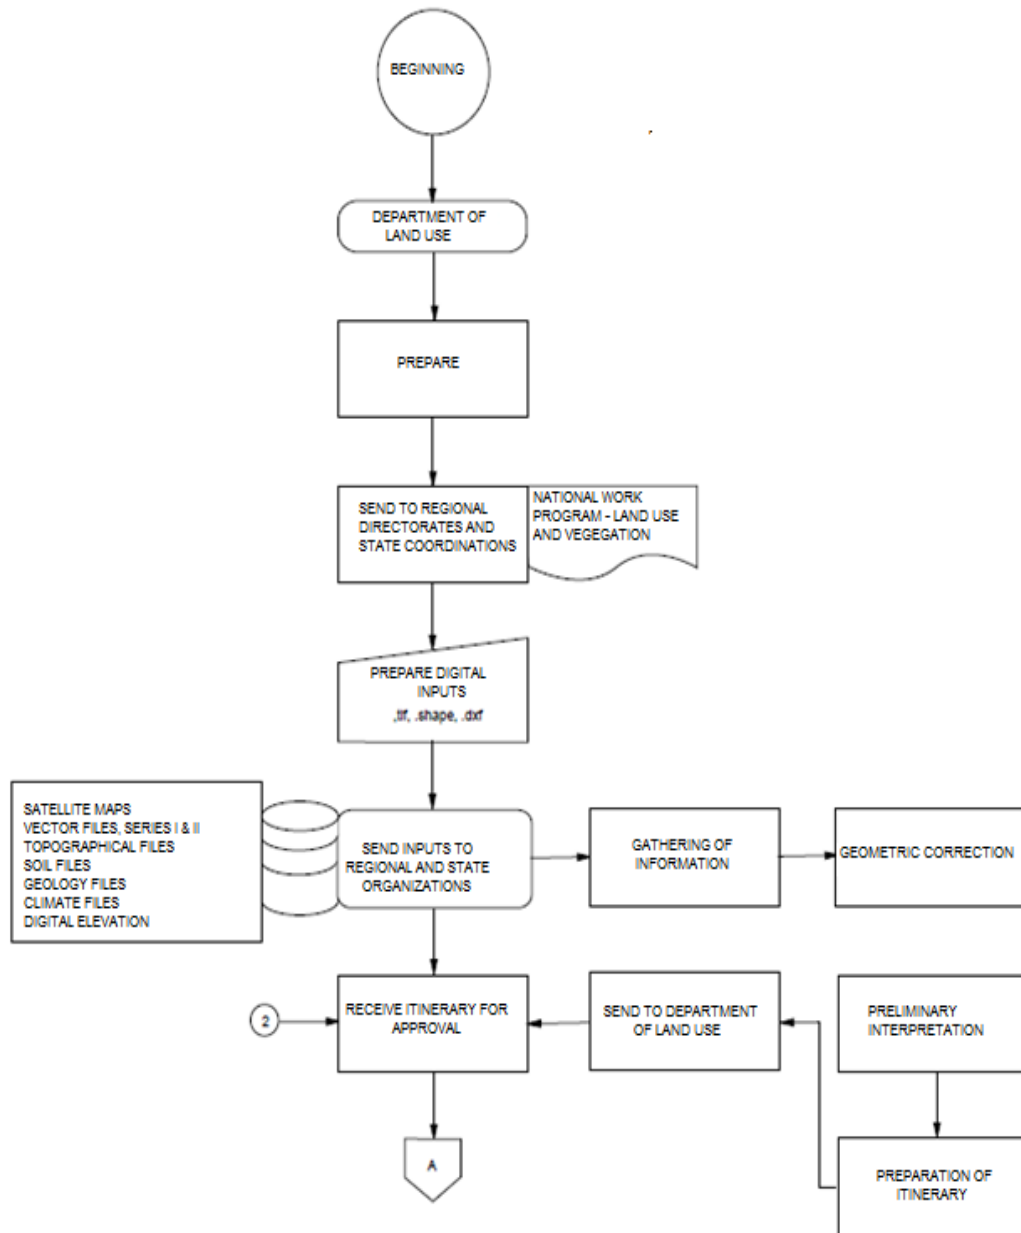 BEGINNING
DEPARTMENT OF
LAND USE
PREPARE
SEND TO REGIONAL
DIRECTORATES AND
STATE COORDINATIONS
NATIONAL WORK
PROGRAM - LAND USE
AND VEGEGATION
PREPARE DIGITAL
INPUTS
,tif, .shape, .dxf
SATELLITE MAPS
VECTOR FILES, SERIES I & II
TOPOGRAPHICAL FILES
SOIL FILES
GEOLOGY FILES
CLIMATE FILES
DIGITAL ELEVATION
SEND INPUTS TO
REGIONAL AND STATE
ORGANIZATIONS
GATHERING OF
INFORMATION
GEOMETRIC CORRECTION
2
RECEIVE ITINERARY FOR
APPROVAL
SEND TO DEPARTMENT
OF LAND USE
PRELIMINARY
INTERPRETATION
A
PREPARATION OF
ITINERARY